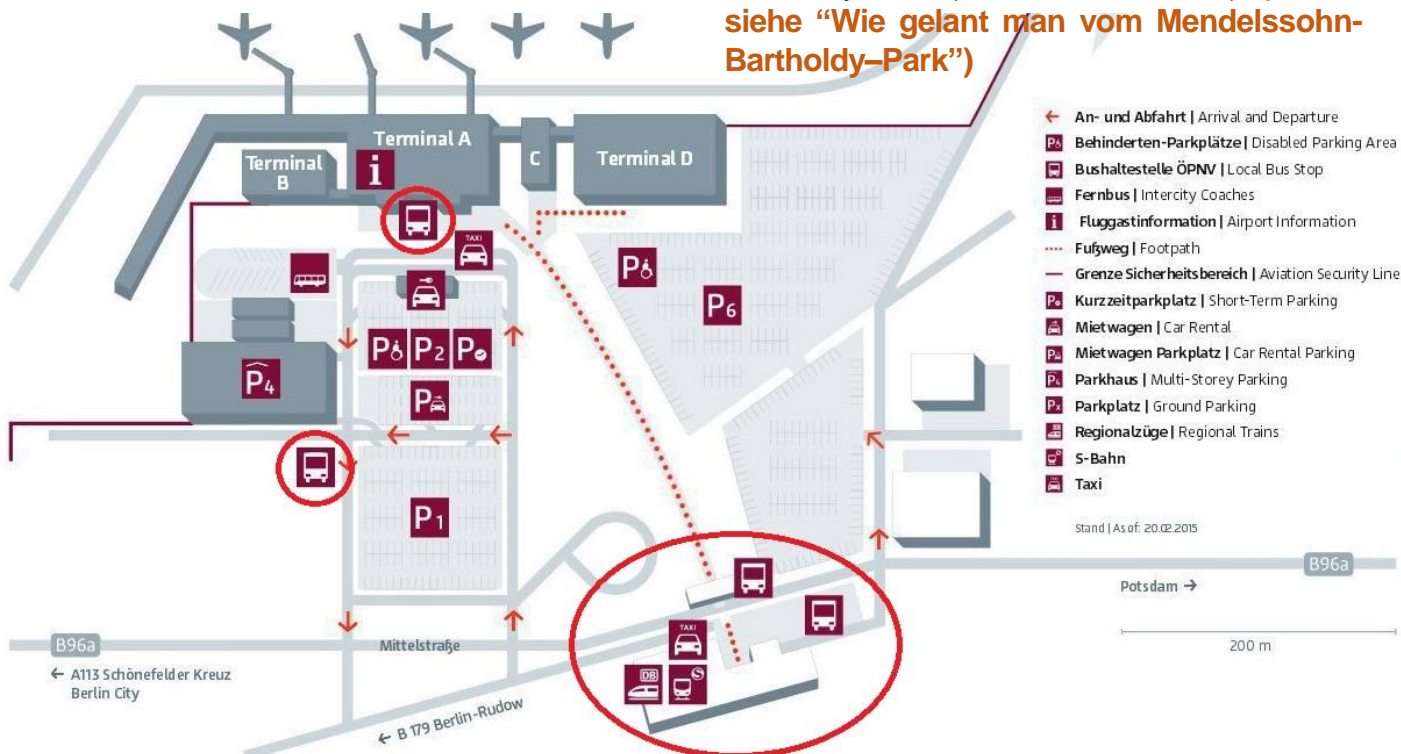 siehe “Wie gelant man vom Mendelssohn-
Bartholdy–Park”)
Terminal A
Terminal
B
i
C
Terminal D
TAXI
P
P6
P P2 P
P4
P
P1
TAXI
DB
S
B96a
Mittelstraße
← A113 Schönefelder Kreuz
Berlin City
← B 179 Berlin-Rudow
B96a
Potsdam →
200 m
← An- und Abfahrt | Arrival and Departure
Behinderten-Parkplätze | Disabled Parking Area
Bushaltestelle ÖPNV | Local Bus Stop
Fernbus | Intercity Coaches
i Fluggastinformation | Airport Information
Fußweg | Footpath
Grenze Sicherheitsbereich | Aviation Security Line
Kurzzeitparkplatz | Short-Term Parking
Mietwagen | Car Rental
Mietwagen Parkplatz | Car Rental Parking
Parkhaus | Multi-Storey Parking
Px Parkplatz | Ground Parking
Regionalzüge | Regional Trains
S-Bahn
Taxi
Stand | As of: 20.02.2015